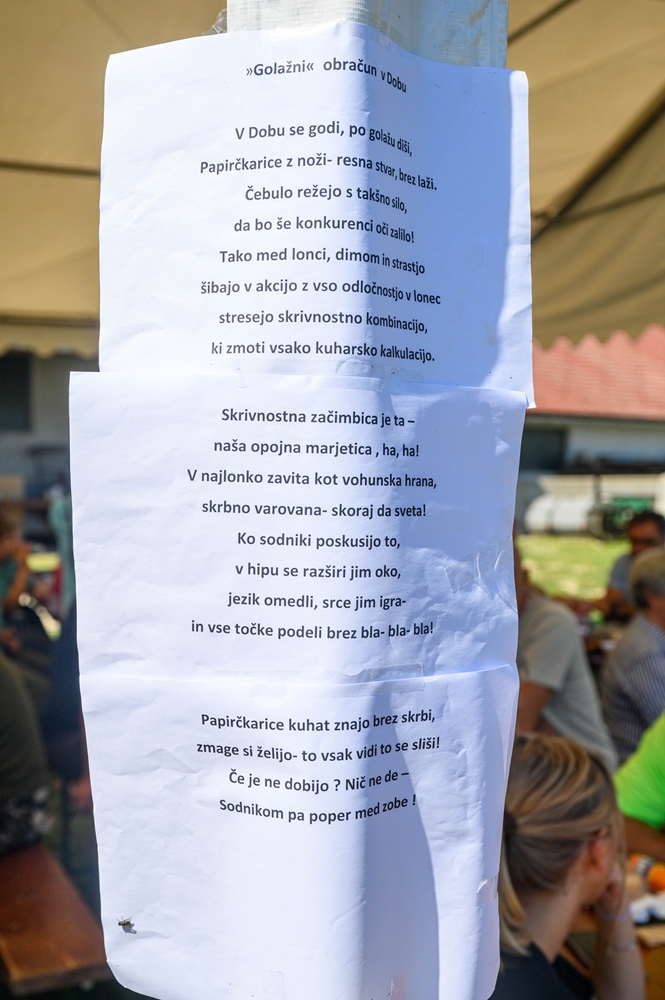 »Golažni« obračun v Dobu
V Dobu se godi, po golažu diši,
Papirčkarice z noži- resna stvar, brez laži.
Čebulo režejo s takšno silo,
da bo še konkurenci oči zalilo!
Tako med lonci, dimom in strastjo
šibajo v akcijo z vso odločnostjo v lonec
stresejo skrivnostno kombinacijo,
ki zmoti vsako kuharsko kalkulacijo.
Skrivnostna začimbica je ta –
naša opojna marjetica , ha, ha!
V najlonko zavita kot vohunska hrana,
skrbno varovana- skoraj da sveta!
Ko sodniki poskusijo to,
v hipu se razširi jim oko,
jezik omedli, srce jim igra-
in vse točke podeli brez bla- bla- bla!
Papirčkarice kuhat znajo brez skrbi,
zmage si želijo- to vsak vidi to se sliši!
Če je ne dobijo ? Nič ne de –
Sodnikom pa poper med zobe !